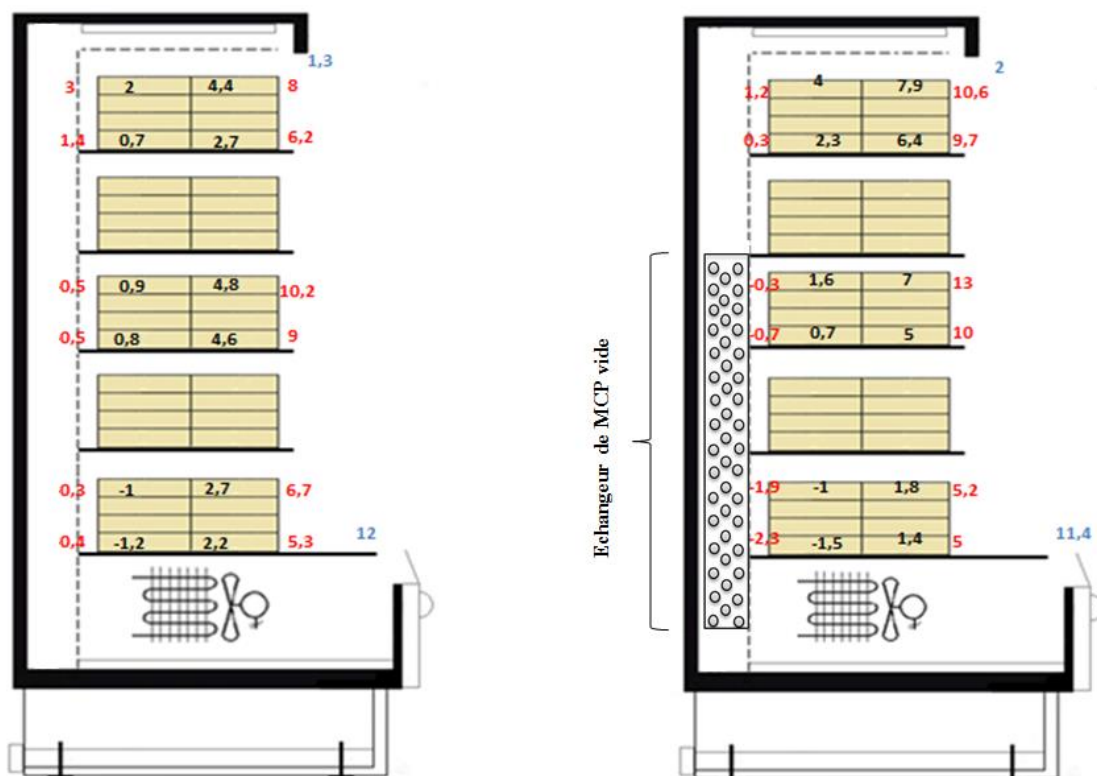 1,3
3 2 4,4 8
1,4 0,7 2,7 6,2
0,5 0,9 4,8 10,2
0,5 0,8 4,6 9
0,3 -1 2,7 6,7
0,4 -1,2 2,2 5,3
12
2
1,2 4 7,9 10,6
0,3 2,3 6,4 9,7
-0,3 1,6 7 13
-0,7 0,7 5 10
-1,9 -1 1,8 5,2
-2,3 -1,5 1,4 5
11,4
Echangeur de MCP vide